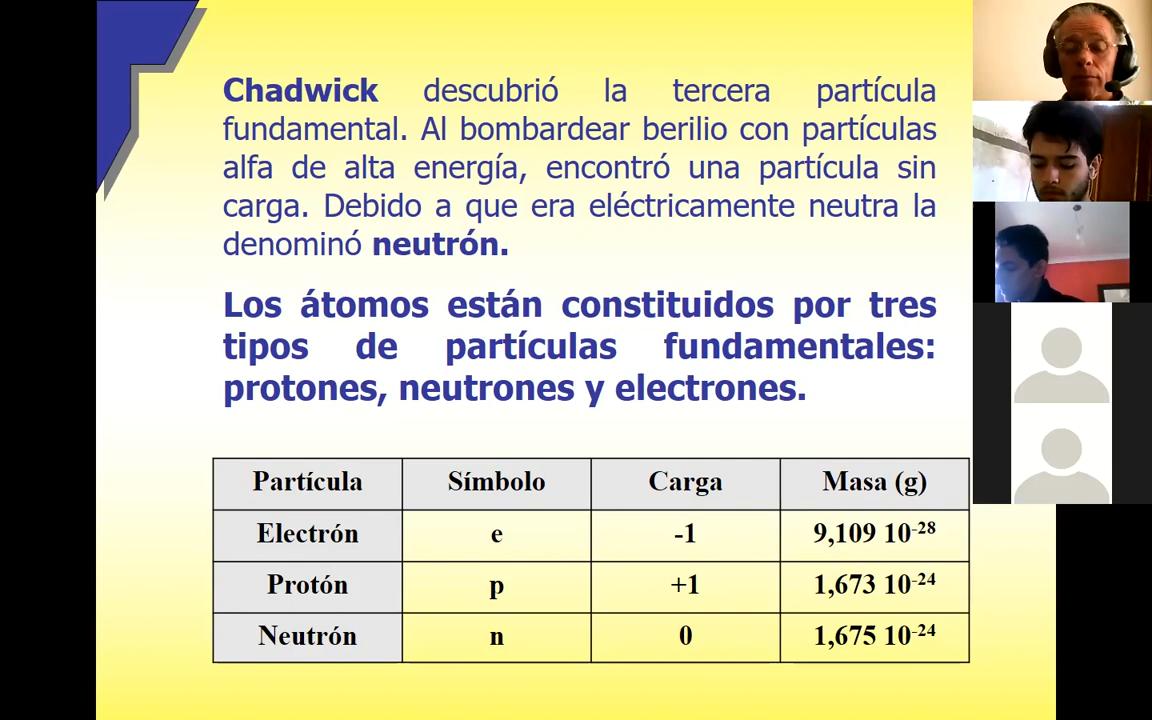 Chadwick descubrió la tercera partícula
fundamental. Al bombardear berilio con partículas
alfa de alta energía, encontró una partícula sin
carga. Debido a que era eléctricamente neutra la
denominó neutrón.
Los átomos están constituidos por tres
tipos de partículas fundamentales:
protones, neutrones y electrones.
Partícula Símbolo Carga Masa (g)
Electrón e -1 9,109 10⁻²⁸
Protón p +1 1,673 10⁻²⁴
Neutrón n 0 1,675 10⁻²⁴